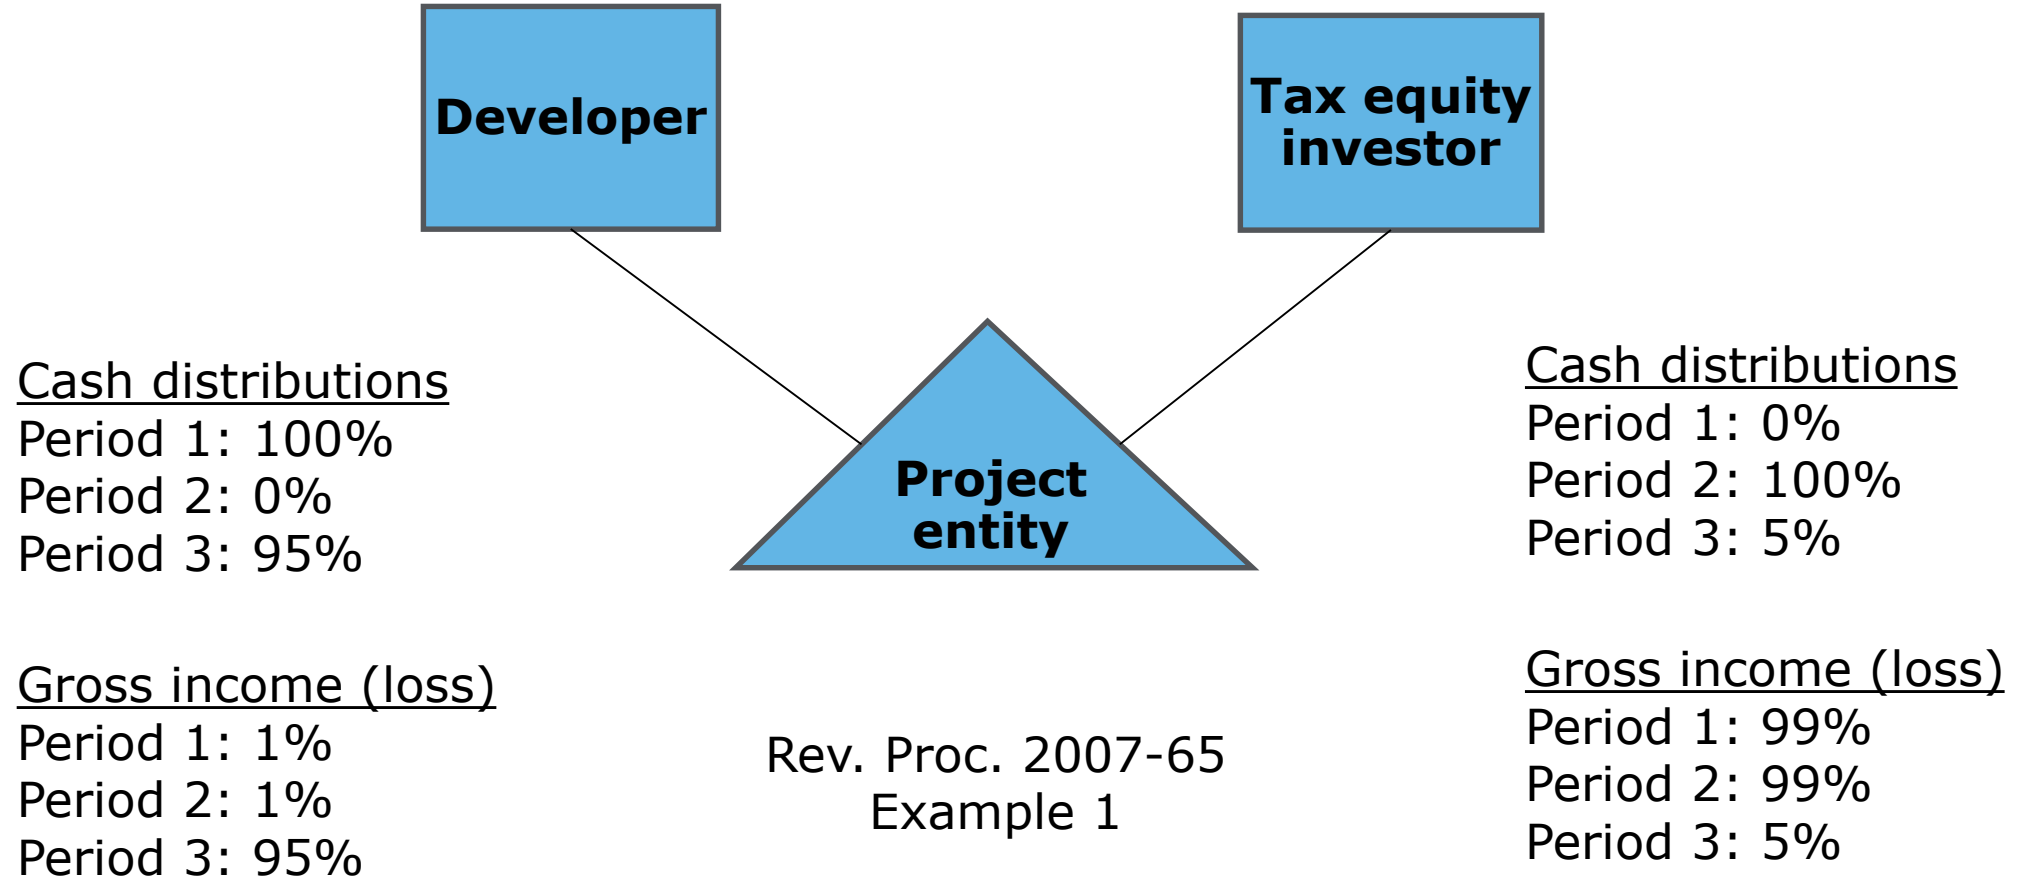 Developer
Tax equity
investor
Project
entity
Cash distributions
Period 1: 100%
Period 2: 0%
Period 3: 95%
Gross income (loss)
Period 1: 1%
Period 2: 1%
Period 3: 95%
Rev. Proc. 2007-65
Example 1
Cash distributions
Period 1: 0%
Period 2: 100%
Period 3: 5%
Gross income (loss)
Period 1: 99%
Period 2: 99%
Period 3: 5%